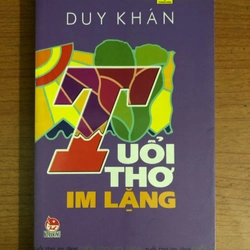 DUY KHÁN
TUỔI
THƠ
IM LẶNG